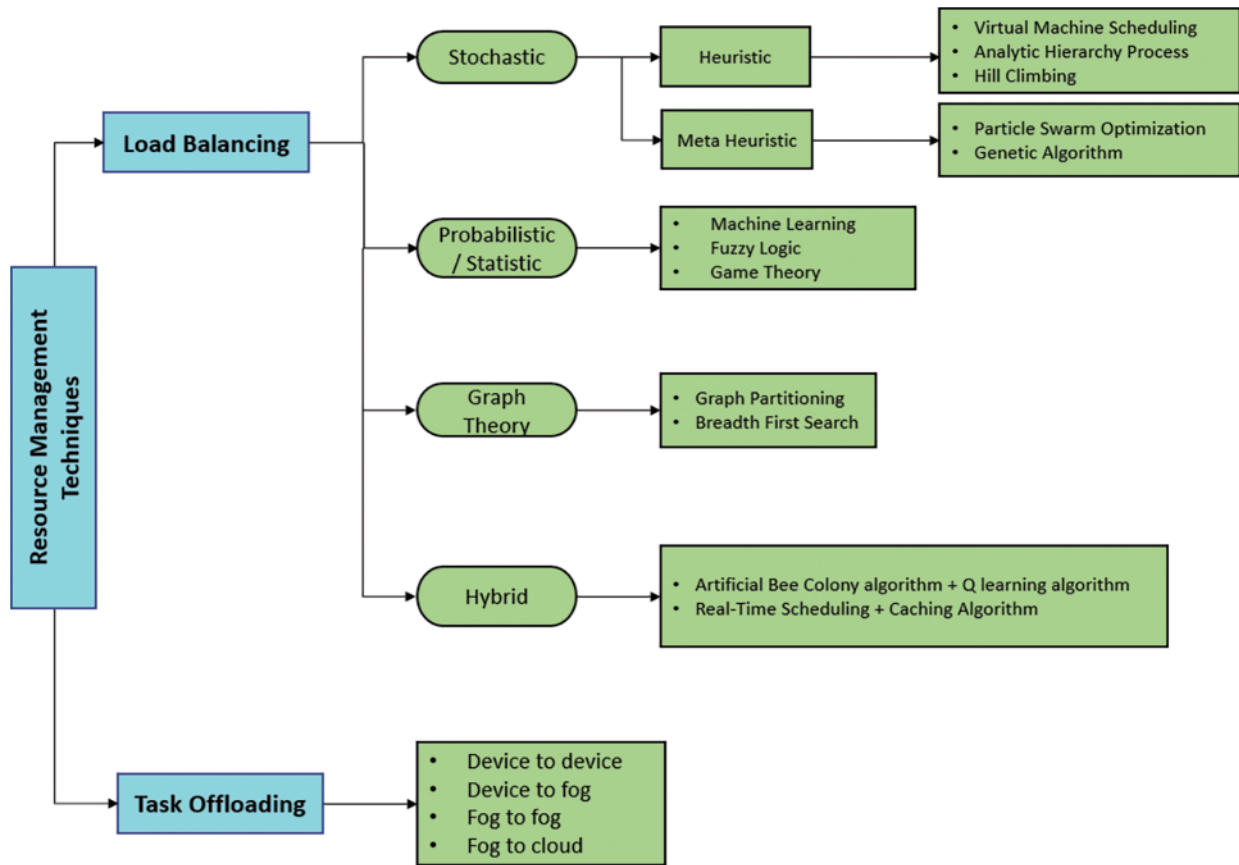 Resource Management
Techniques
Load Balancing
Stochastic
Heuristic
• Virtual Machine Scheduling
• Analytic Hierarchy Process
• Hill Climbing
Meta Heuristic
• Particle Swarm Optimization
• Genetic Algorithm
Probabilistic
/ Statistic
• Machine Learning
• Fuzzy Logic
• Game Theory
Graph
Theory
• Graph Partitioning
• Breadth First Search
Hybrid
• Artificial Bee Colony algorithm + Q learning algorithm
• Real-Time Scheduling + Caching Algorithm
Task Offloading
• Device to device
• Device to fog
• Fog to fog
• Fog to cloud